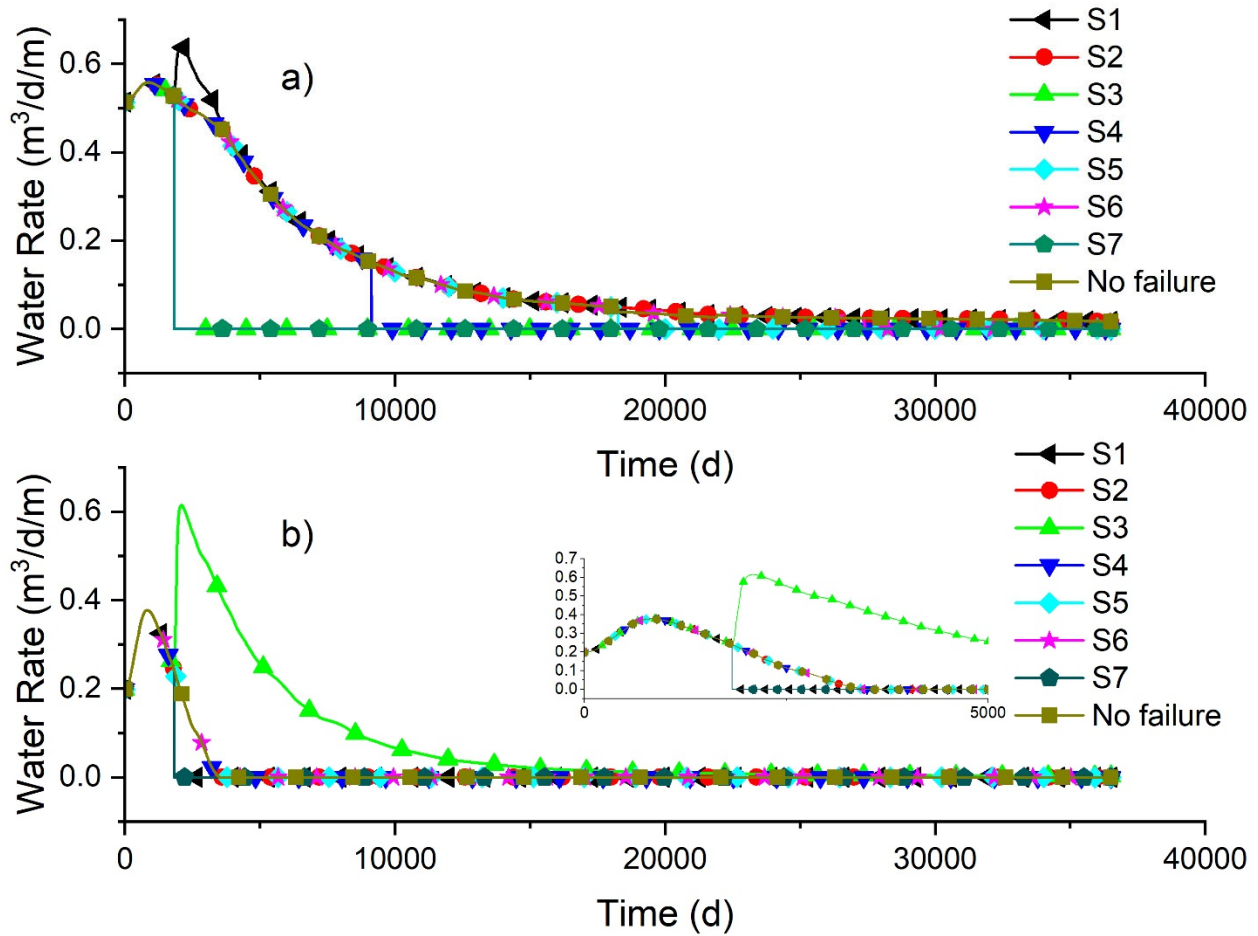 a)
Water Rate (m³/d/m)
0.6
0.4
0.2
0.0
0
10000
20000
30000
40000
Time (d)
S1
S2
S3
S4
S5
S6
S7
No failure
b)
Water Rate (m³/d/m)
0.6
0.4
0.2
0.0
0
10000
20000
30000
40000
Time (d)
0.7
0.6
0.5
0.4
0.3
0.2
0.1
0.0
0
5000
S1
S2
S3
S4
S5
S6
S7
No failure